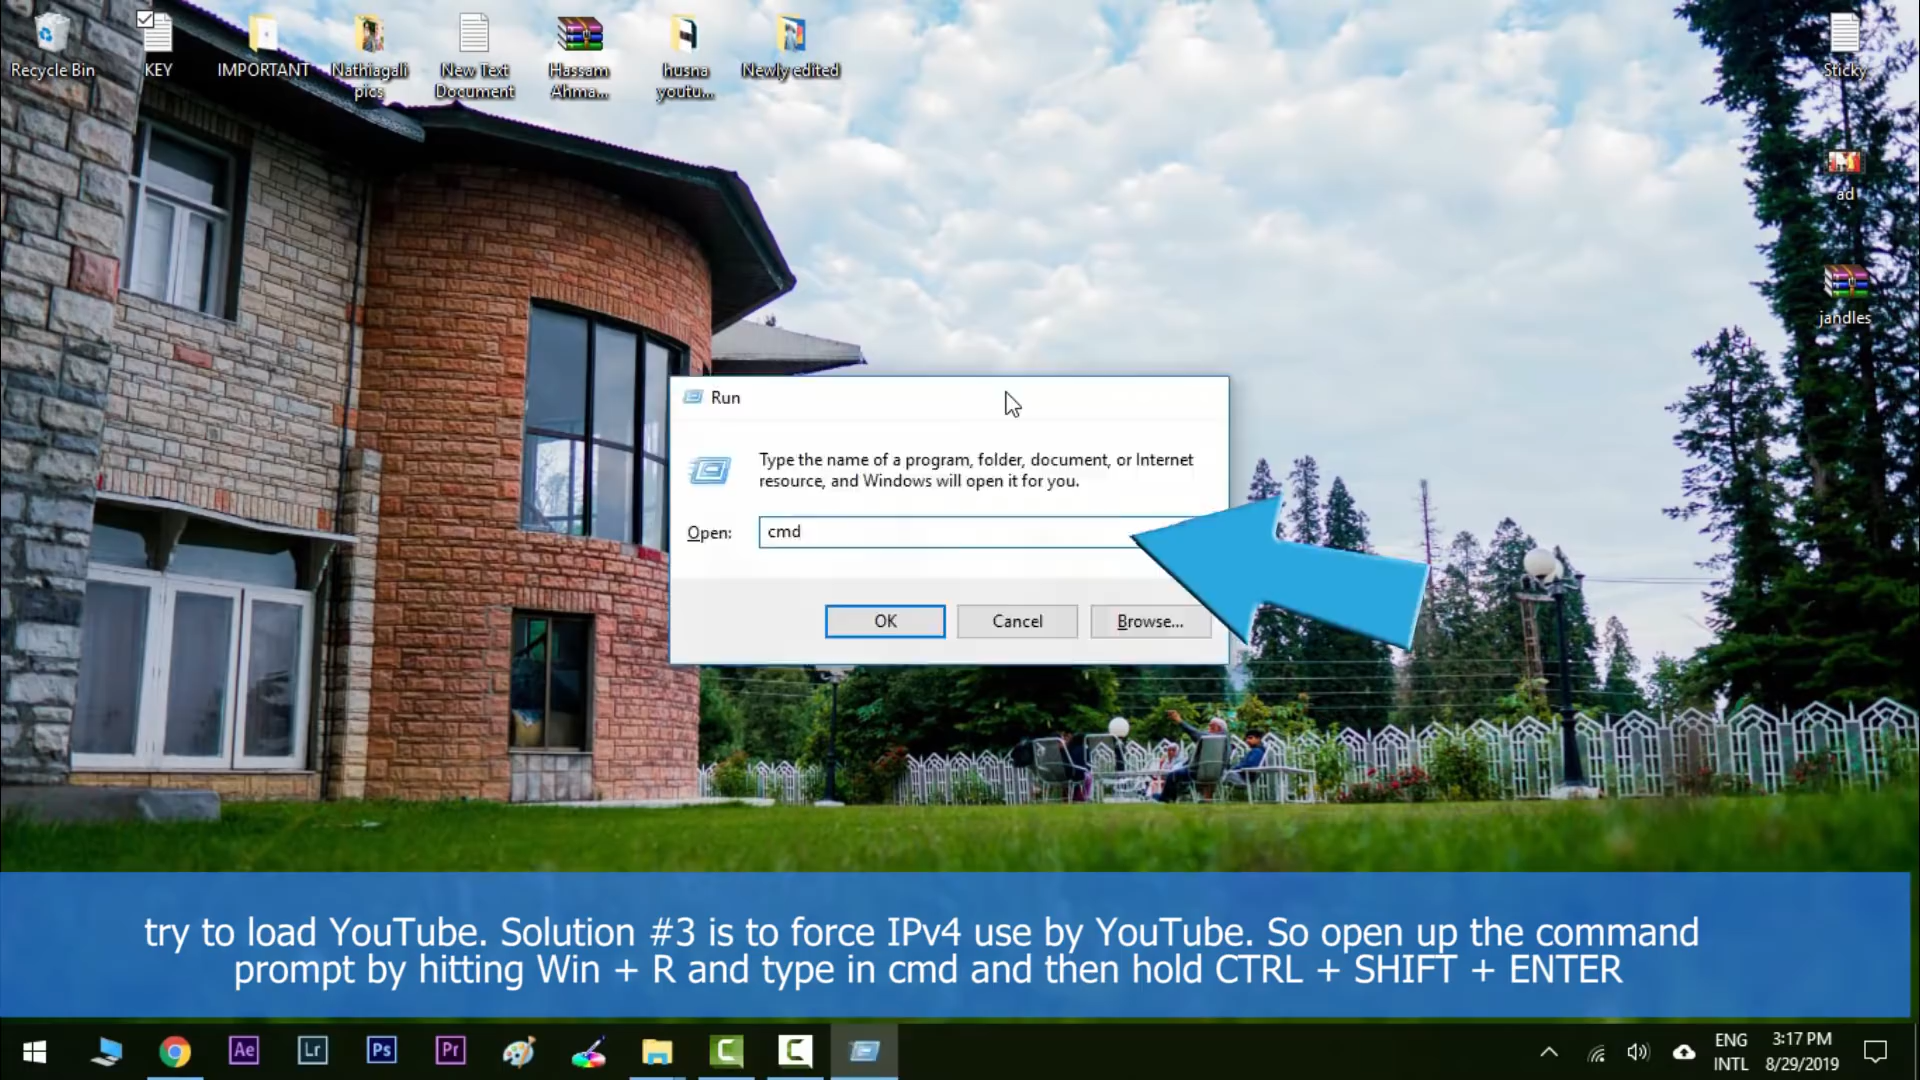 Recycle Bin
KEY
IMPORTANT
Nathiagali
pics
New Text
Document
Hassam
Ahma...
husna
youtu...
Newly edited
Sticky
ad
jandles
Run
Type the name of a program, folder, document, or Internet
resource, and Windows will open it for you.
Open:
cmd
OK
Cancel
Browse...
try to load YouTube. Solution #3 is to force IPv4 use by YouTube. So open up the command
prompt by hitting Win + R and type in cmd and then hold CTRL + SHIFT + ENTER
Ae
Lr
Ps
Pr
ENG
INTL
3:17 PM
8/29/2019